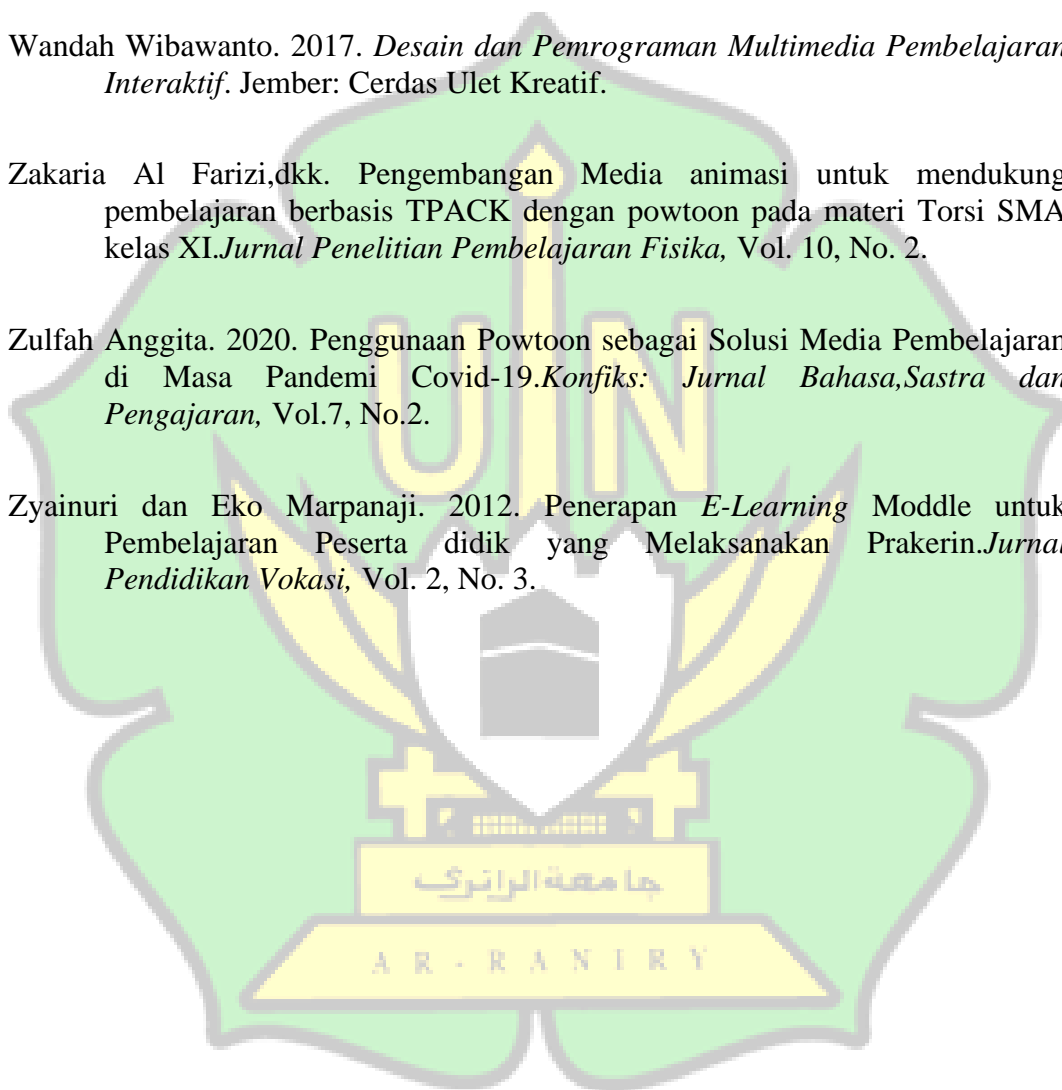 Wandah Wibawanto. 2017. Desain dan Pemrograman Multimedia Pembelajaran
Interaktif. Jember: Cerdas Ulet Kreatif.
Zakaria Al Farizi,dkk. Pengembangan Media animasi untuk mendukung
pembelajaran berbasis TPACK dengan powtoon pada materi Torsi SMA
kelas XI.Jurnal Penelitian Pembelajaran Fisika, Vol. 10, No. 2.
Zulfah Anggita. 2020. Penggunaan Powtoon sebagai Solusi Media Pembelajaran
di Masa Pandemi Covid-19.Konfiks: Jurnal Bahasa,Sastra dan
Pengajaran, Vol.7, No.2.
Zyainuri dan Eko Marpanaji. 2012. Penerapan E-Learning Moddle untuk
Pembelajaran Peserta didik yang Melaksanakan Prakerin.Jurnal
Pendidikan Vokasi, Vol. 2, No. 3.
UIN
جامعة الرانري
AR-RANIRY